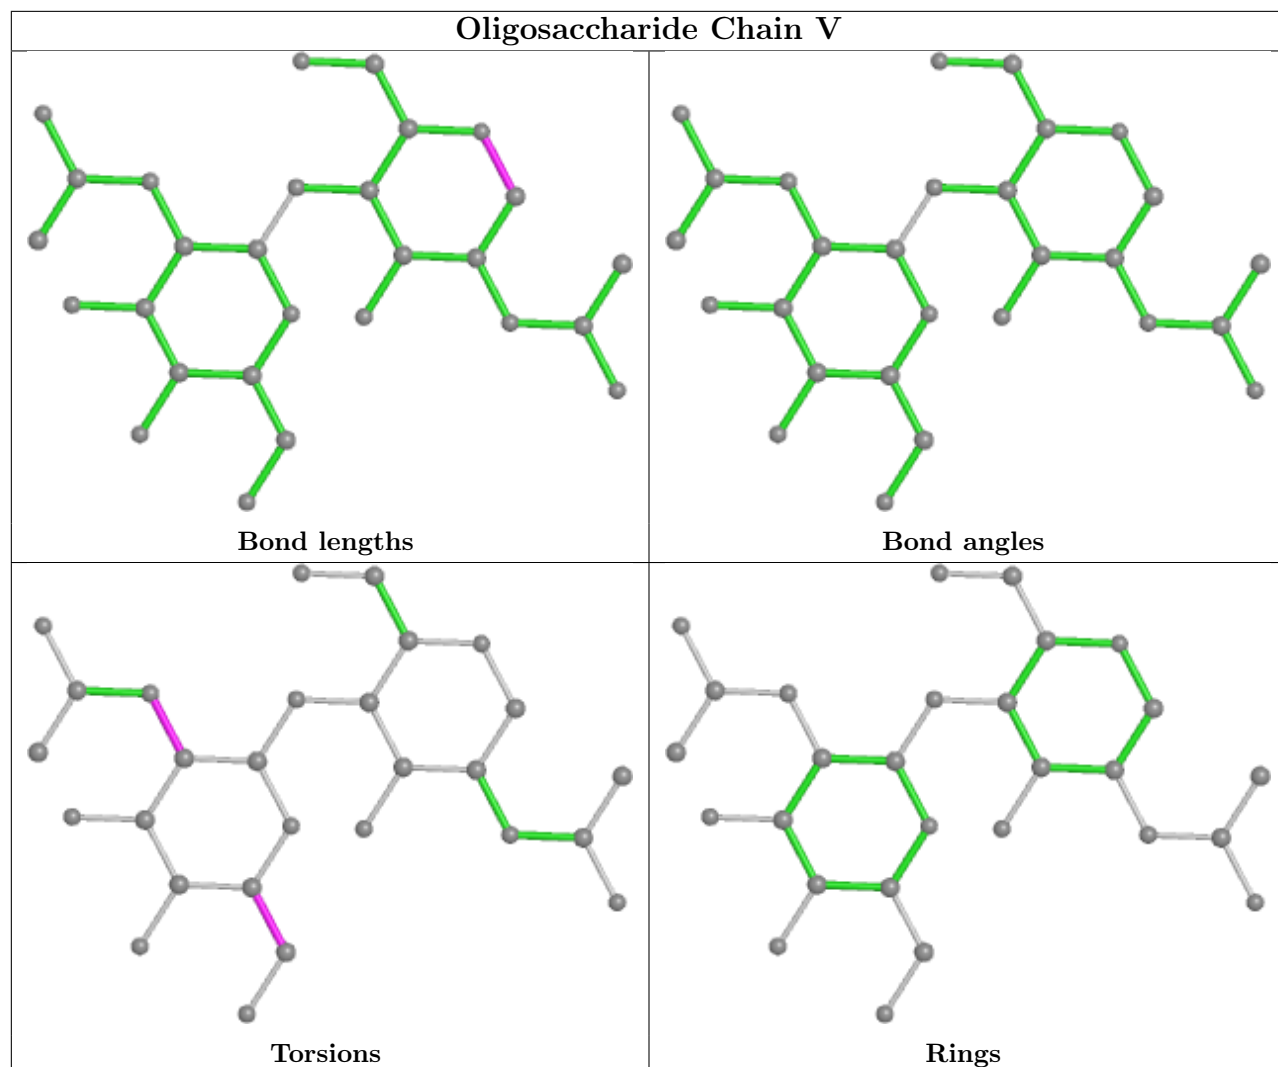 Oligosaccharide Chain V
Bond lengths
Bond angles
Torsions
Rings